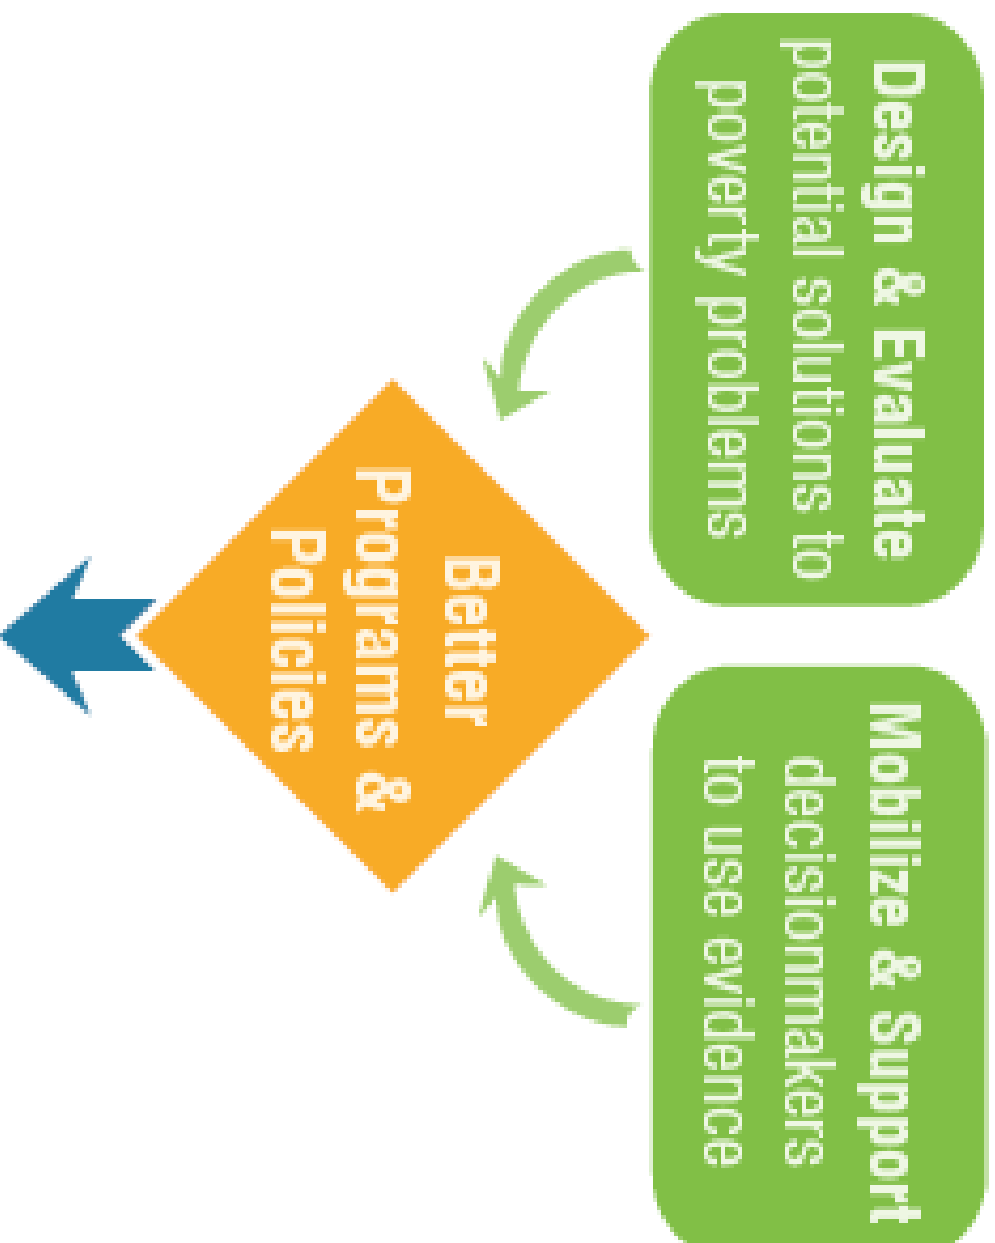 Design & Evaluate
potential solutions to
poverty problems
Mobilize & Support
decisionmakers
to use evidence
Better
Programs &
Policies